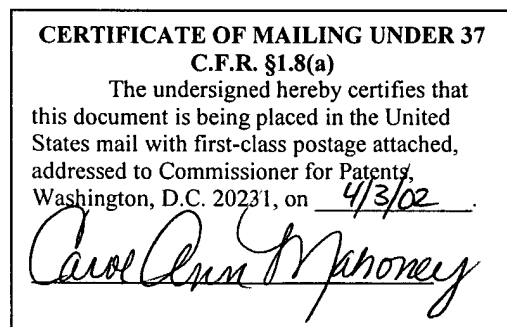 CERTIFICATE OF MAILING UNDER 37
C.F.R. §1.8(a)
The undersigned hereby certifies that
this document is being placed in the United
States mail with first-class postage attached,
addressed to Commissioner for Patents,
Washington, D.C. 20231, on 4/3/02.
Carol Ann Mahoney